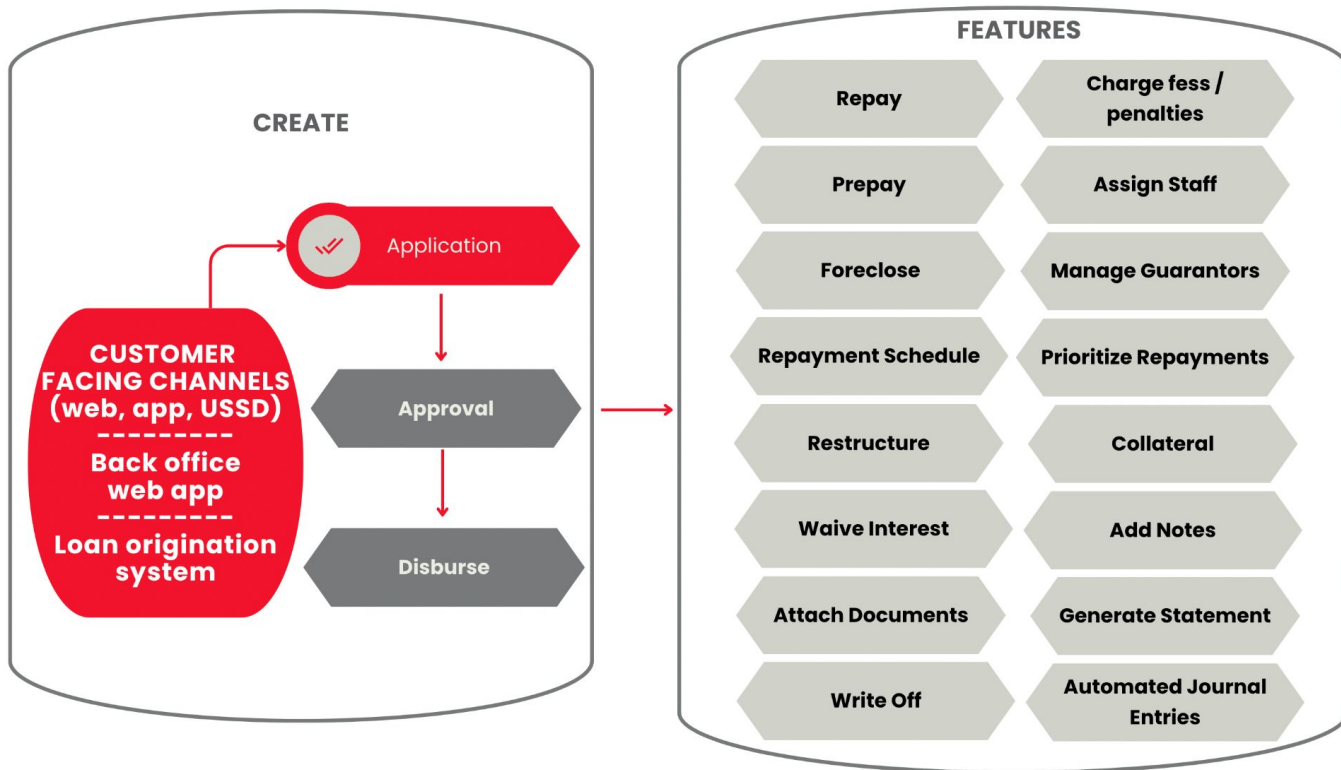 CREATE
Application
CUSTOMER
FACING CHANNELS
(web, app, USSD)
---------
Back office
web app
---------
Loan origination
system
Approval
Disburse
FEATURES
Repay
Charge fess /
penalties
Prepay
Assign Staff
Foreclose
Manage Guarantors
Repayment Schedule
Prioritize Repayments
Restructure
Collateral
Waive Interest
Add Notes
Attach Documents
Generate Statement
Write Off
Automated Journal
Entries